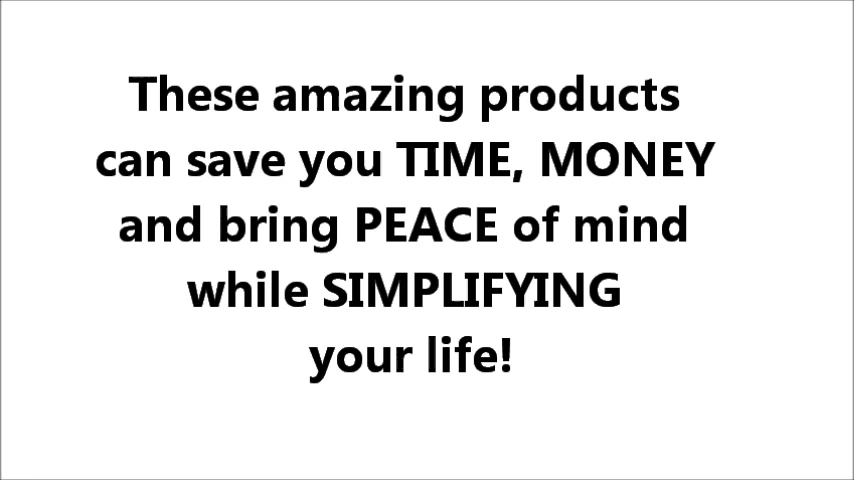 These amazing products
can save you TIME, MONEY
and bring PEACE of mind
while SIMPLIFYING
your life!